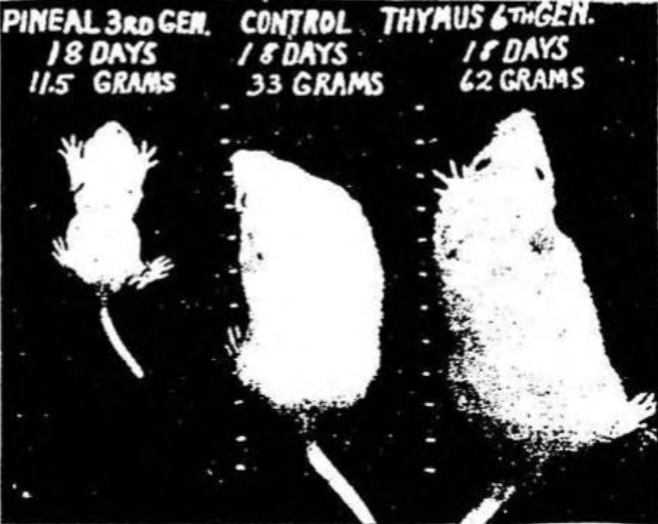 PINEAL 3RD GEN.
18 DAYS
11.5 GRAMS
CONTROL
18 DAYS
33 GRAMS
THYMUS 6TH GEN.
18 DAYS
62 GRAMS